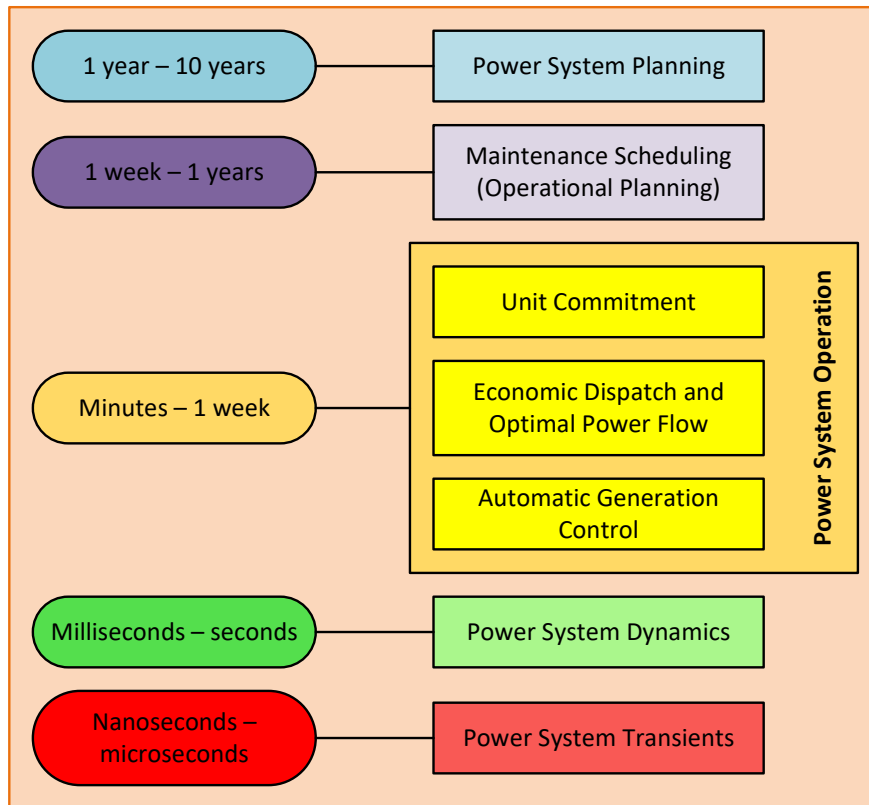 1 year – 10 years
Power System Planning
1 week – 1 years
Maintenance Scheduling
(Operational Planning)
Minutes – 1 week
Unit Commitment
Economic Dispatch and
Optimal Power Flow
Automatic Generation
Control
Power System Operation
Milliseconds – seconds
Power System Dynamics
Nanoseconds –
microseconds
Power System Transients